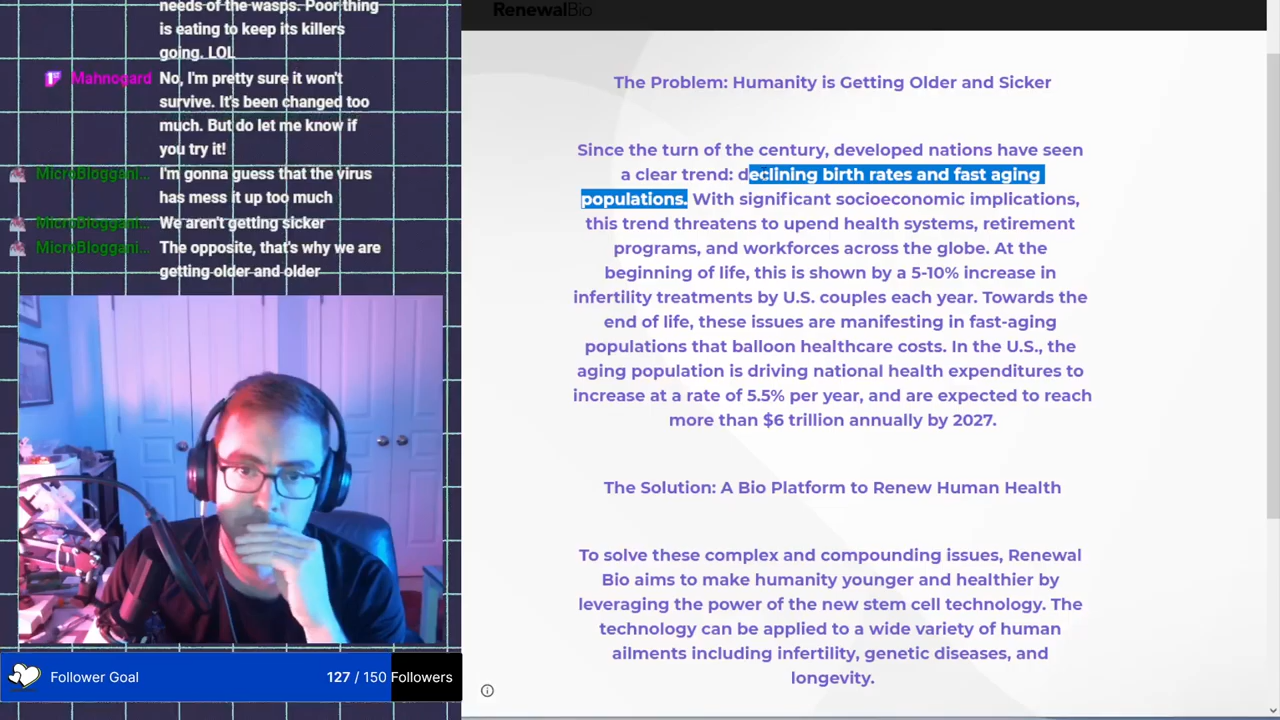 needs of the wasps. Poor thing
is eating to keep its killers
going. LOL
Mahnogard No, I'm pretty sure it won't
survive. It's been changed too
much. But do let me know if
you try it!
MicroBloggani... I'm gonna guess that the virus
has mess it up too much
MicroBloggani... We aren't getting sicker
MicroBloggani... The opposite, that's why we are
getting older and older
Follower Goal 127 / 150 Followers
RenewalBio
The Problem: Humanity is Getting Older and Sicker
Since the turn of the century, developed nations have seen
a clear trend: declining birth rates and fast aging
populations. With significant socioeconomic implications,
this trend threatens to upend health systems, retirement
programs, and workforces across the globe. At the
beginning of life, this is shown by a 5-10% increase in
infertility treatments by U.S. couples each year. Towards the
end of life, these issues are manifesting in fast-aging
populations that balloon healthcare costs. In the U.S., the
aging population is driving national health expenditures to
increase at a rate of 5.5% per year, and are expected to reach
more than $6 trillion annually by 2027.
The Solution: A Bio Platform to Renew Human Health
To solve these complex and compounding issues, Renewal
Bio aims to make humanity younger and healthier by
leveraging the power of the new stem cell technology. The
technology can be applied to a wide variety of human
ailments including infertility, genetic diseases, and
longevity.